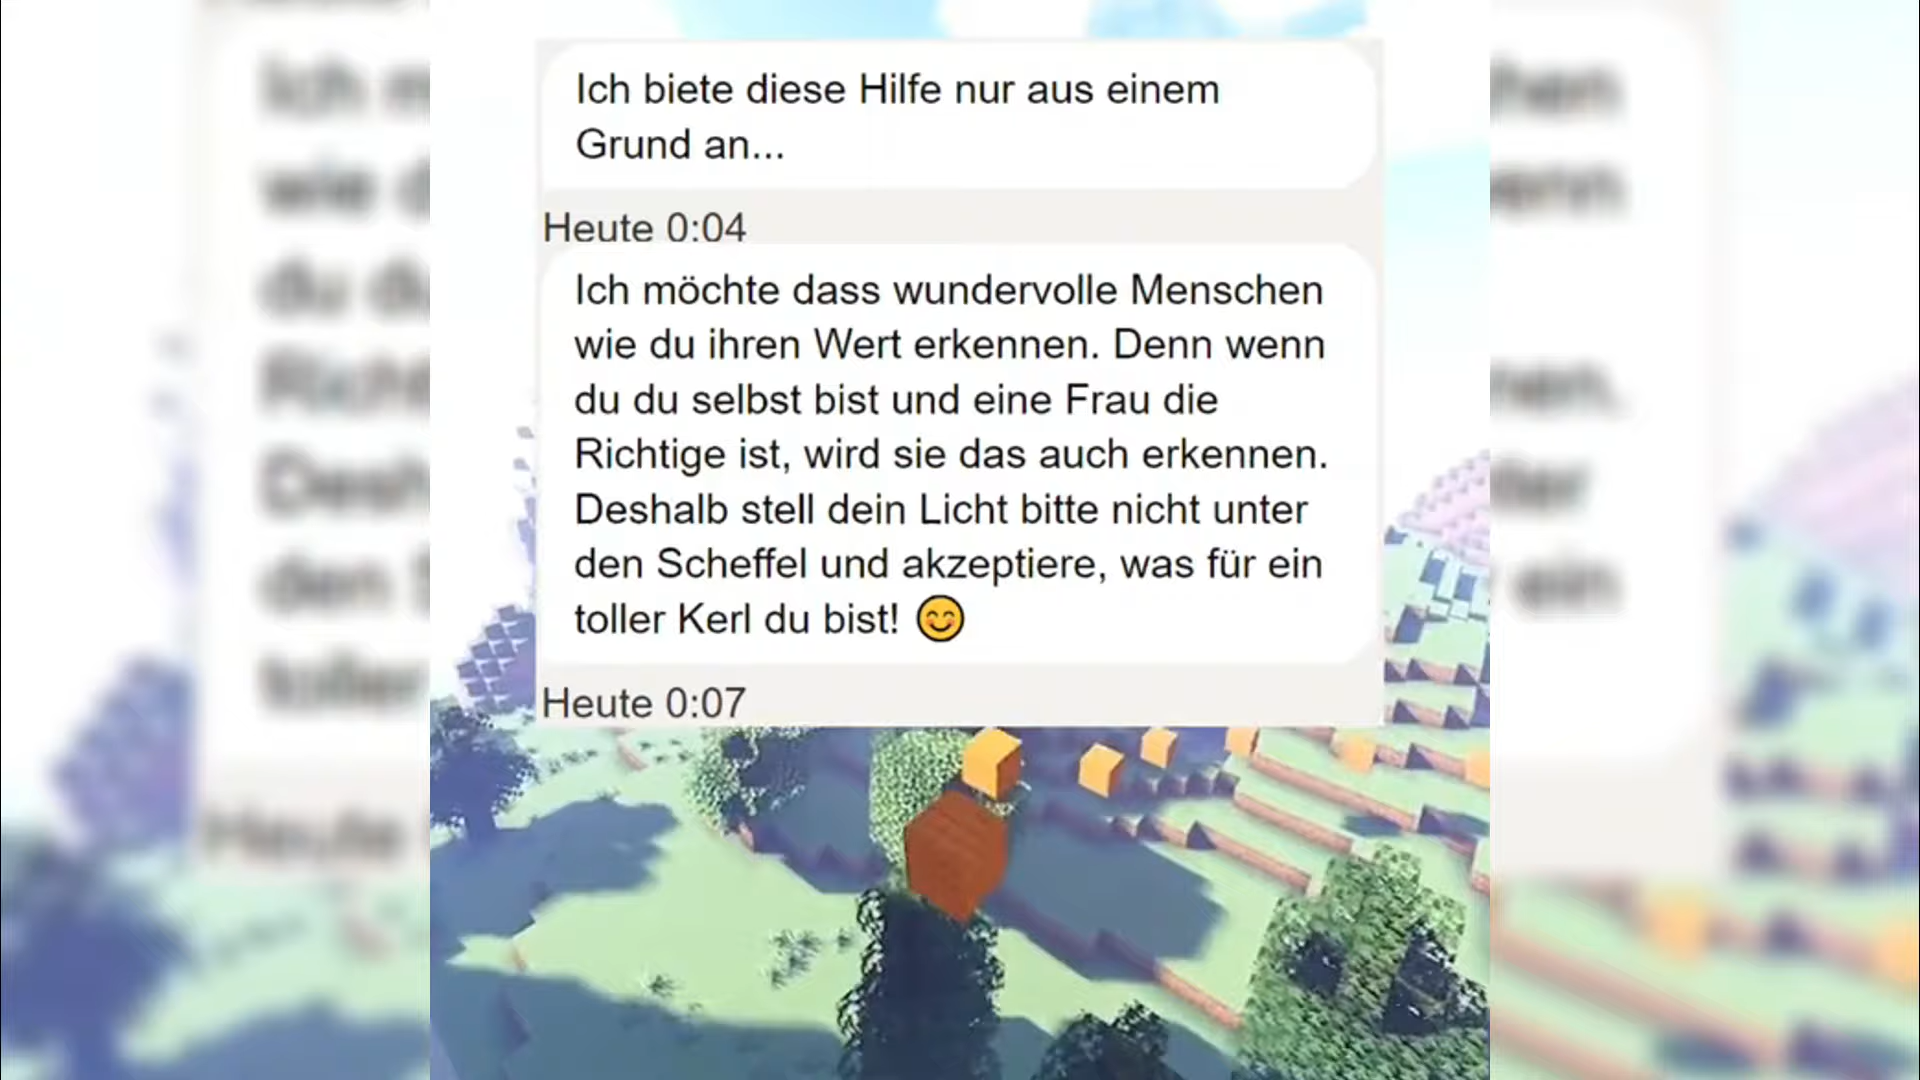 Ich biete diese Hilfe nur aus einem
Grund an...
Heute 0:04
Ich möchte dass wundervolle Menschen
wie du ihren Wert erkennen. Denn wenn
du du selbst bist und eine Frau die
Richtige ist, wird sie das auch erkennen.
Deshalb stell dein Licht bitte nicht unter
den Scheffel und akzeptiere, was für ein
toller Kerl du bist! 😊
Heute 0:07